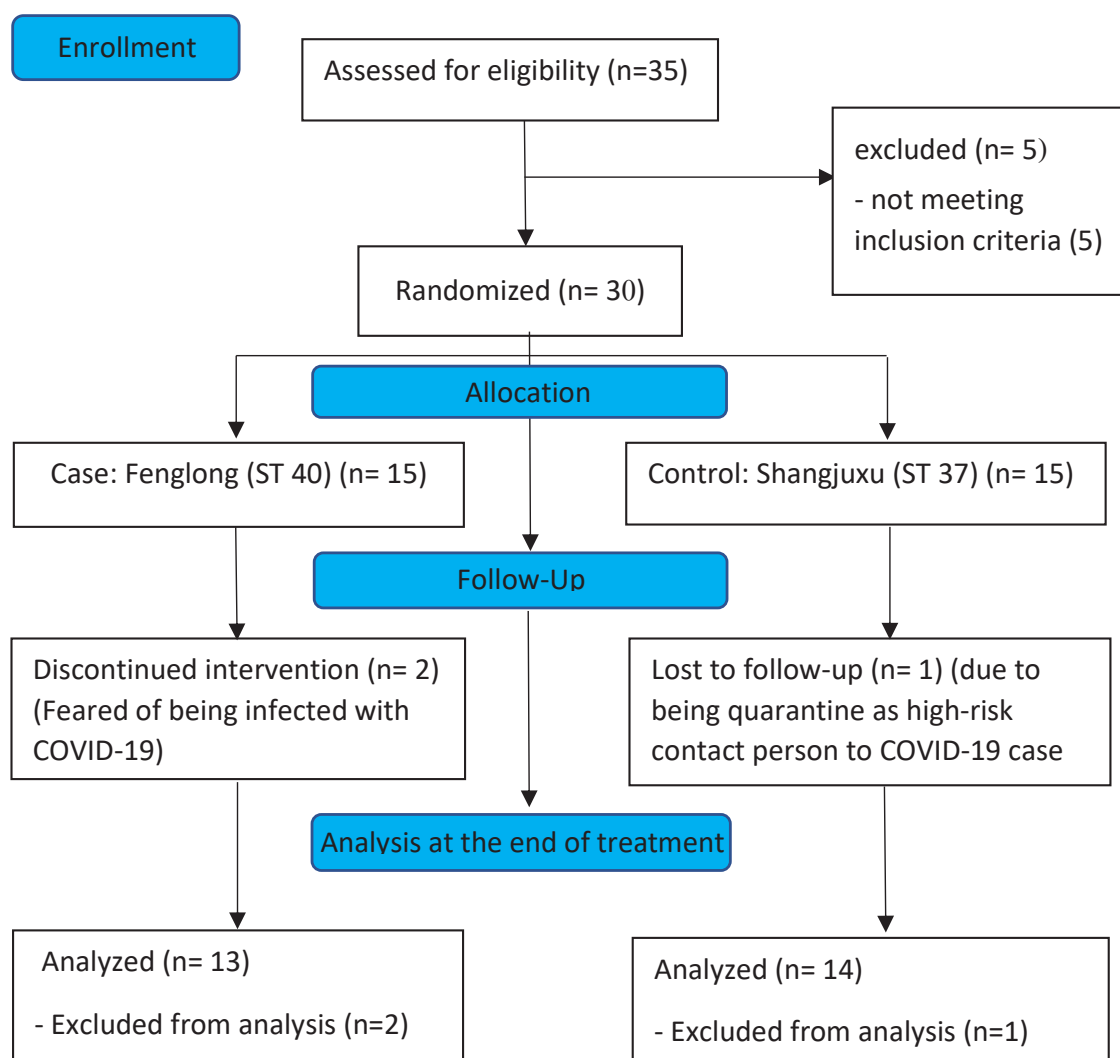 Enrollment
Assessed for eligibility (n=35)
excluded (n= 5)
- not meeting
inclusion criteria (5)
Randomized (n= 30)
Allocation
Case: Fenglong (ST 40) (n= 15)
Control: Shangjuxu (ST 37) (n= 15)
Follow-Up
Discontinued intervention (n= 2)
(Feared of being infected with
COVID-19)
Lost to follow-up (n= 1) (due to
being quarantine as high-risk
contact person to COVID-19 case
Analysis at the end of treatment
Analyzed (n= 13)
- Excluded from analysis (n=2)
Analyzed (n= 14)
- Excluded from analysis (n=1)